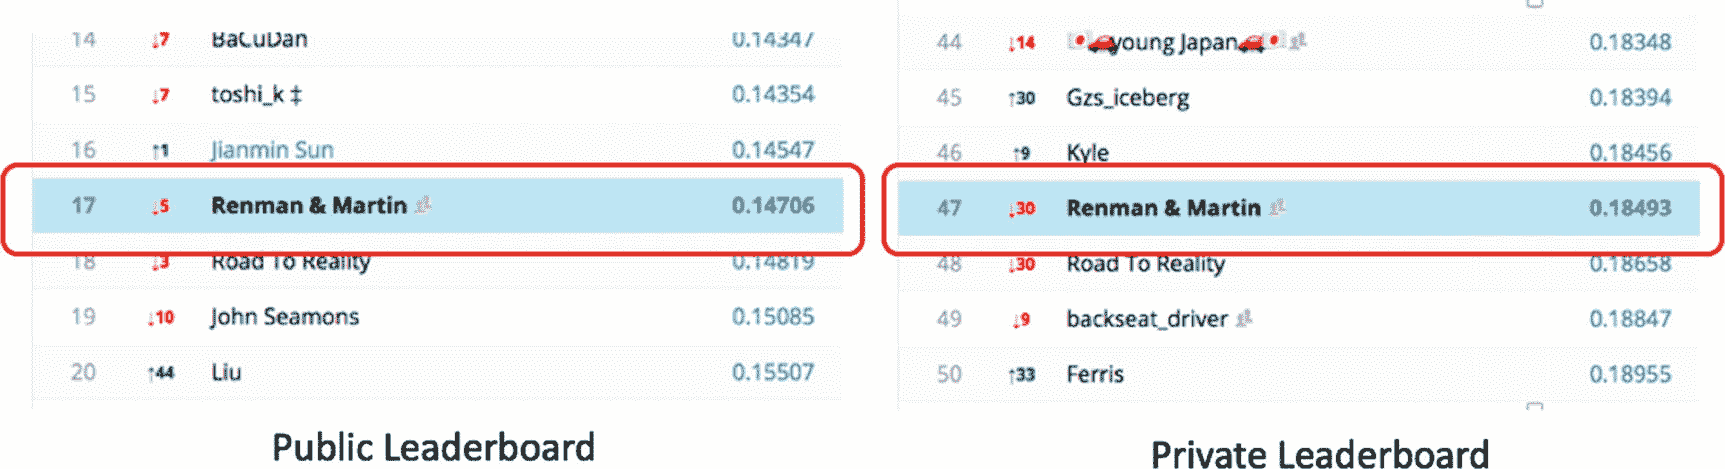 14 ↓7 BaCuDan 0.14347
15 ↓7 toshi_k ‡ 0.14354
16 ↑1 Jianmin Sun 0.14547
17 ↓5 Renman & Martin 0.14706
18 ↓3 Road To Reality 0.14819
19 ↓10 John Seamons 0.15085
20 ↑44 Liu 0.15507
Public Leaderboard
44 ↓14 young Japan 0.18348
45 ↑30 Gzs_iceberg 0.18394
46 ↑9 Kyle 0.18456
47 ↓30 Renman & Martin 0.18493
48 ↓30 Road To Reality 0.18658
49 ↓9 backseat_driver 0.18847
50 ↑33 Ferris 0.18955
Private Leaderboard